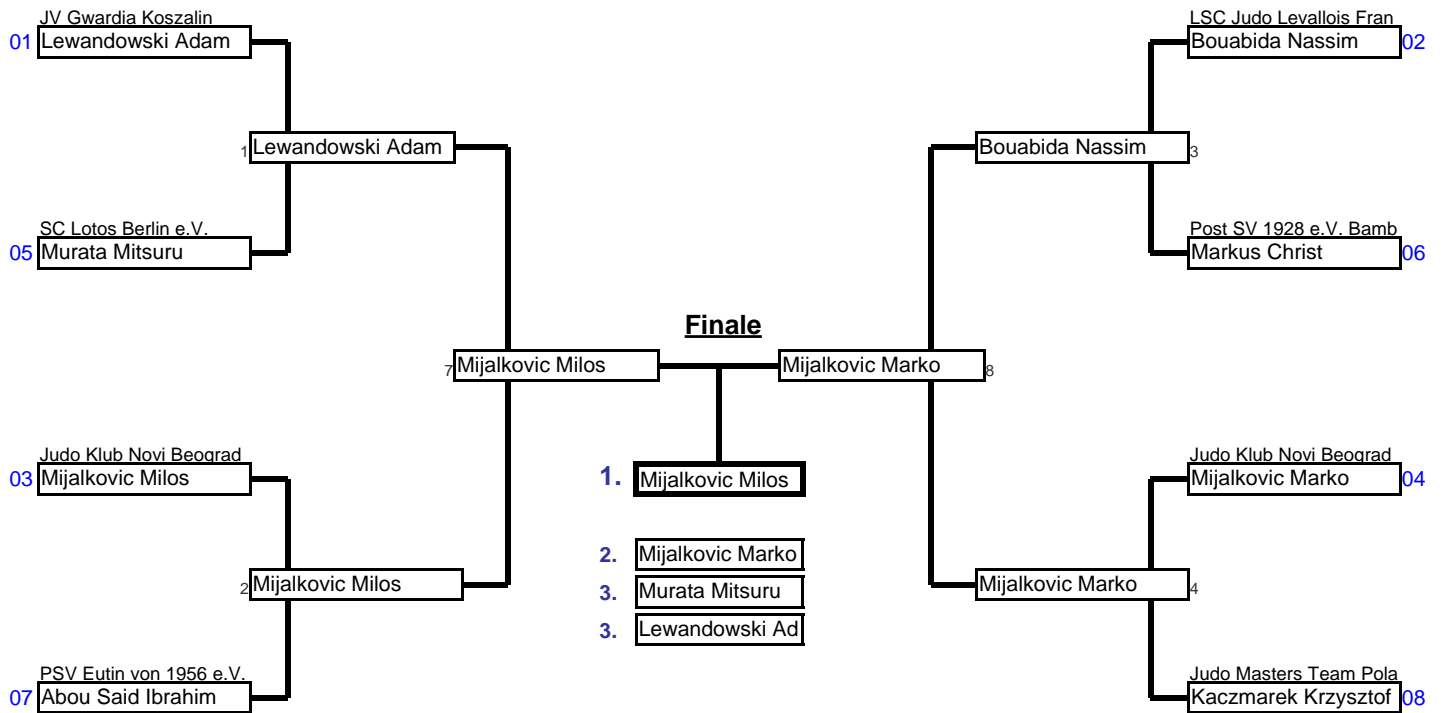 JV Gwardia Koszalin
01 Lewandowski Adam
LSC Judo Levallois Fran
Bouabida Nassim 02
1 Lewandowski Adam
Bouabida Nassim 3
SC Lotos Berlin e.V.
05 Murata Mitsuru
Post SV 1928 e.V. Bamb
Markus Christ 06
Finale
7 Mijalkovic Milos
Mijalkovic Marko 8
Judo Klub Novi Beograd
03 Mijalkovic Milos
1. Mijalkovic Milos
Judo Klub Novi Beograd
Mijalkovic Marko 04
2. Mijalkovic Marko
2 Mijalkovic Milos
3. Murata Mitsuru
Mijalkovic Marko 4
3. Lewandowski Ad
PSV Eutin von 1956 e.V.
07 Abou Said Ibrahim
Judo Masters Team Pola
Kaczmarek Krzysztof 08